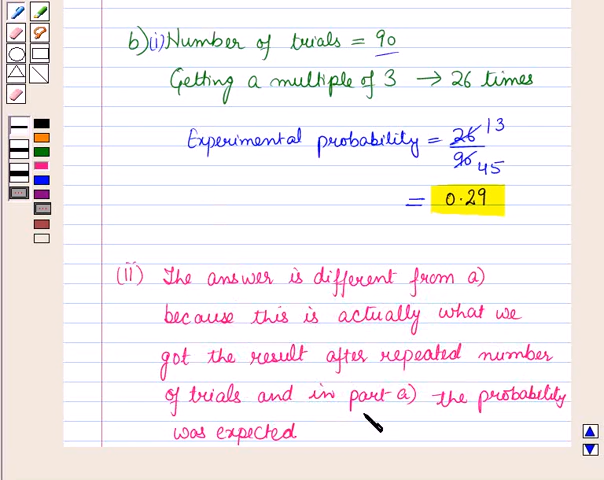 b)(i) Number of trials = 90
Getting a multiple of 3 → 26 times
Experimental probability = 26/90 13/45
= 0.29
(ii) The answer is different from a)
because this is actually what we
got the result after repeated number
of trials and in part a) the probability
was expected